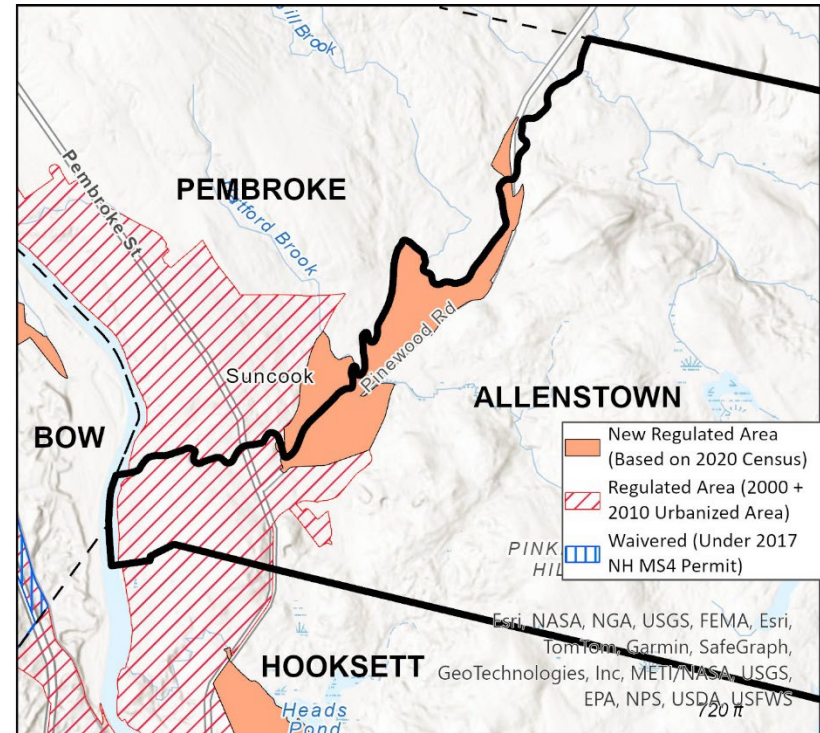 ill Brook
PEMBROKE
Pembroke St
tford Brook
Suncook
Pinewood Rd
ALLENSTOWN
BOW
New Regulated Area
(Based on 2020 Census)
Regulated Area (2000 +
2010 Urbanized Area)
Waivered (Under 2017
NH MS4 Permit)
PINK
HIL
Esri, NASA, NGA, USGS, FEMA, Esri,
TomTom, Garmin, SafeGraph,
GeoTechnologies, Inc, METI/NASA, USGS,
EPA, NPS, USDA, USFWS
720 ft
HOOKSETT
Heads
Pond